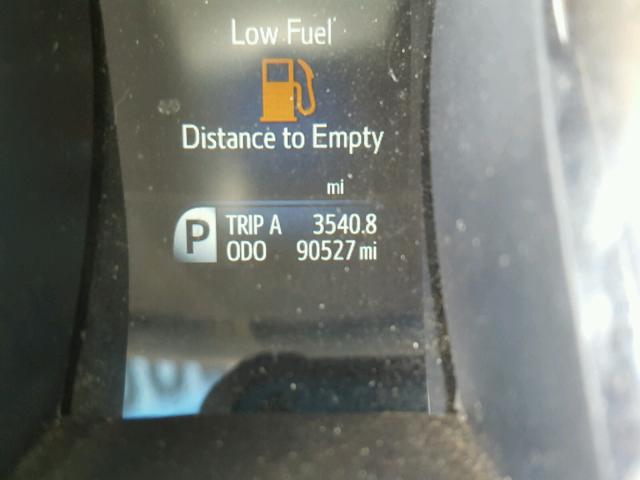 Low Fuel
Distance to Empty
mi
P TRIP A 3540.8
ODO 90527 mi